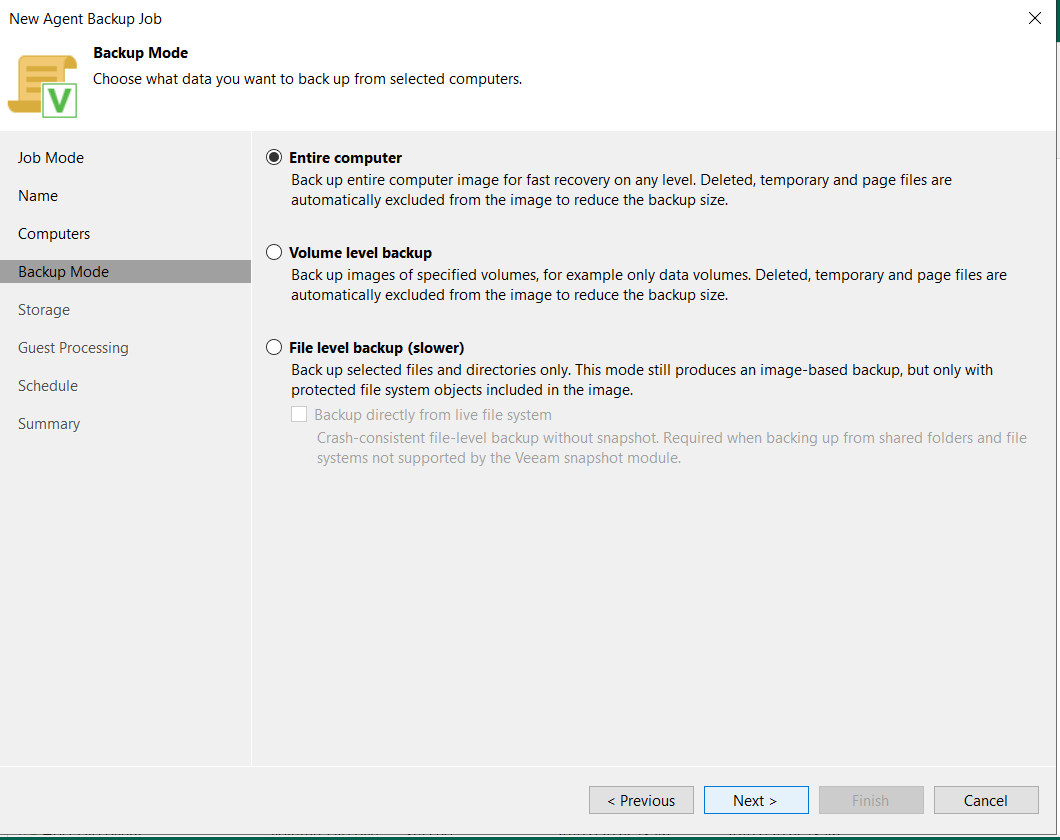 New Agent Backup Job
Backup Mode
Choose what data you want to back up from selected computers.
V
Job Mode
Name
Computers
Backup Mode
Storage
Guest Processing
Schedule
Summary
Entire computer
Back up entire computer image for fast recovery on any level. Deleted, temporary and page files are
automatically excluded from the image to reduce the backup size.
Volume level backup
Back up images of specified volumes, for example only data volumes. Deleted, temporary and page files are
automatically excluded from the image to reduce the backup size.
File level backup (slower)
Back up selected files and directories only. This mode still produces an image-based backup, but only with
protected file system objects included in the image.
Backup directly from live file system
Crash-consistent file-level backup without snapshot. Required when backing up from shared folders and file
systems not supported by the Veeam snapshot module.
< Previous
Next >
Finish
Cancel